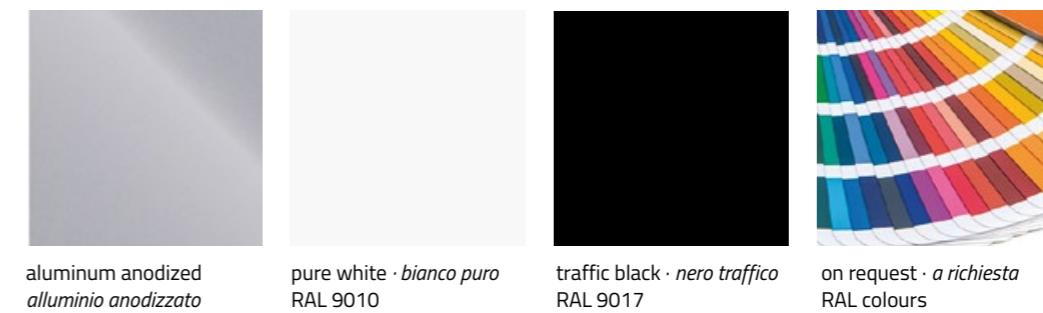 aluminum anodized
alluminio anodizzato
pure white · bianco puro
RAL 9010
traffic black · nero traffico
RAL 9017
on request · a richiesta
RAL colours